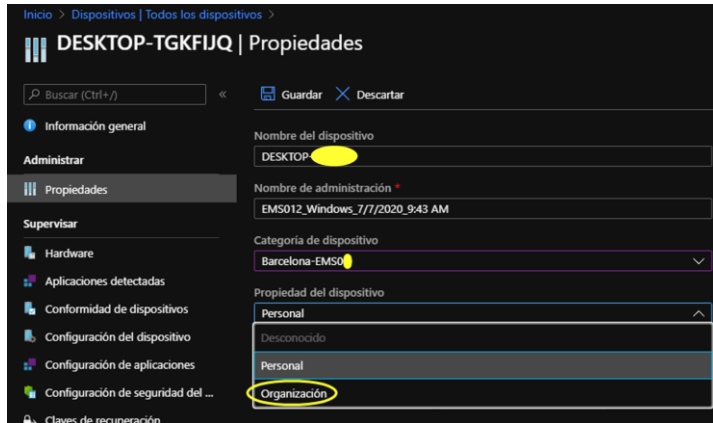 Inicio > Dispositivos | Todos los dispositivos >
DESKTOP-TGKFIJQ | Propiedades
Buscar (Ctrl+/)
«
Guardar
Descartar
Información general
Administrar
Propiedades
Supervisar
Hardware
Aplicaciones detectadas
Conformidad de dispositivos
Configuración del dispositivo
Configuración de aplicaciones
Configuración de seguridad del ...
Claves de recuperación
Nombre del dispositivo
DESKTOP-
Nombre de administración *
EMS012_Windows_7/7/2020_9:43 AM
Categoría de dispositivo
Barcelona-EMS0
Propiedad del dispositivo
Personal
Desconocido
Personal
Organización